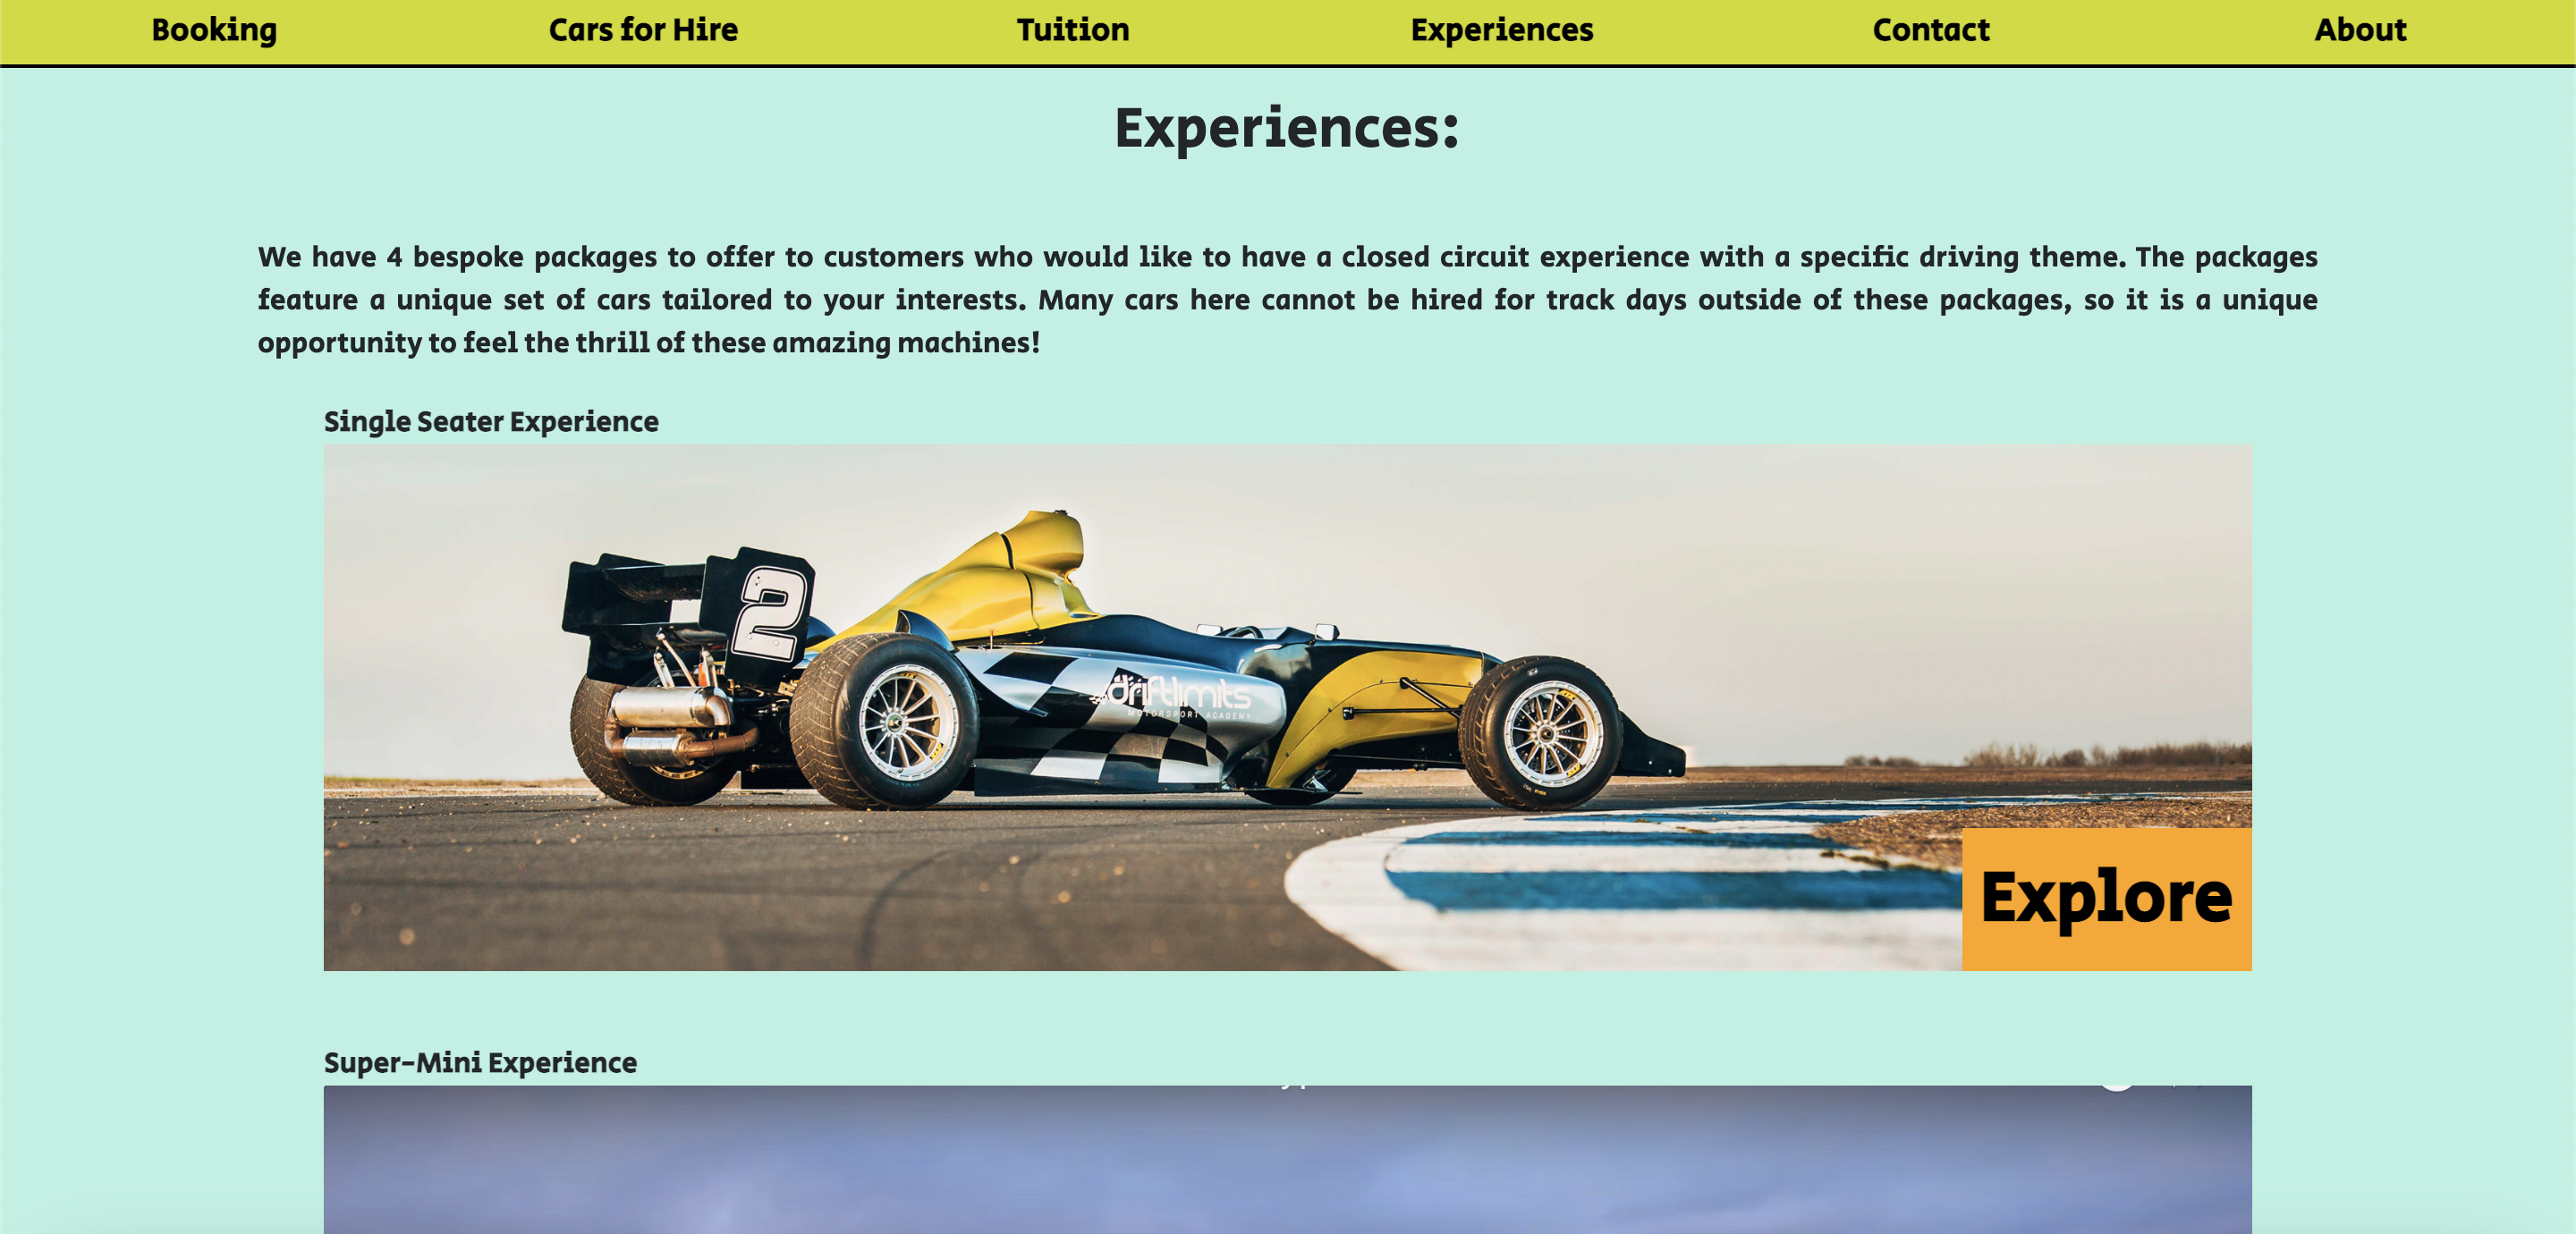 Booking Cars for Hire Tuition Experiences Contact About
Experiences:
We have 4 bespoke packages to offer to customers who would like to have a closed circuit experience with a specific driving theme. The packages
feature a unique set of cars tailored to your interests. Many cars here cannot be hired for track days outside of these packages, so it is a unique
opportunity to feel the thrill of these amazing machines!
Single Seater Experience
2
driftlimits
MOTORSPORT ACADEMY
Explore
Super-Mini Experience